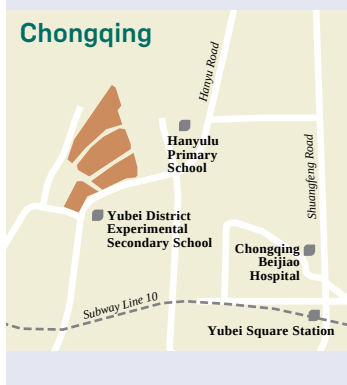 Chongqing
Hanyu Road
Hanyulu
Primary
School
Shuangfeng Road
Yubei District
Experimental
Secondary School
Chongqing
Beijiao
Hospital
Subway Line 10
Yubei Square Station